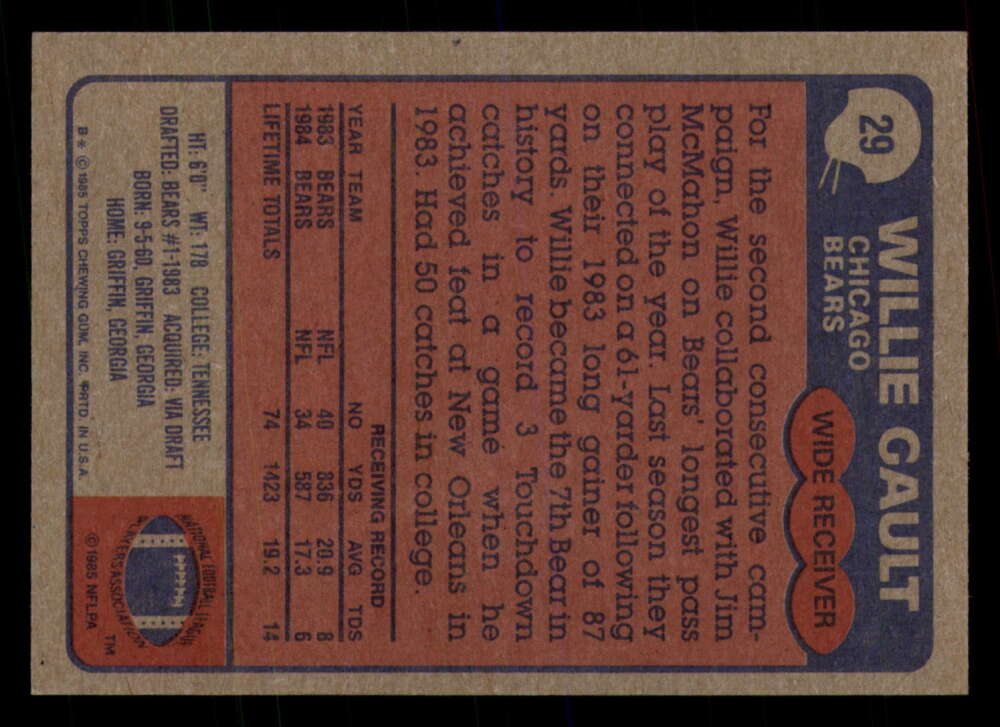 29
WILLIE GAULT
CHICAGO
BEARS
WIDE RECEIVER
For the second consecutive cam-
paign, Willie collaborated with Jim
McMahon on Bears' longest pass
play of the year. Last season they
connected on a 61-yarder following
on their 1983 long gainer of 87
yards. Willie became the 7th Bear in
history to record 3 Touchdown
catches in a game when he
achieved feat at New Orleans in
1983. Had 50 catches in college.
RECEIVING RECORD
YEAR TEAM NO YDS AVG TDS
1983 BEARS NFL 40 836 20.9 8
1984 BEARS NFL 34 587 17.3 6
LIFETIME TOTALS 74 1423 19.2 14
HT: 6'0" WT: 178 COLLEGE: TENNESSEE
DRAFTED: BEARS #1-1983 ACQUIRED: VIA DRAFT
BORN: 9-5-60, GRIFFIN, GEORGIA
HOME: GRIFFIN, GEORGIA
B* © 1985 TOPPS CHEWING GUM, INC. PRTD. IN U.S.A.
NATIONAL FOOTBALL LEAGUE
PLAYERS ASSOCIATION
TM
© 1985 NFLPA